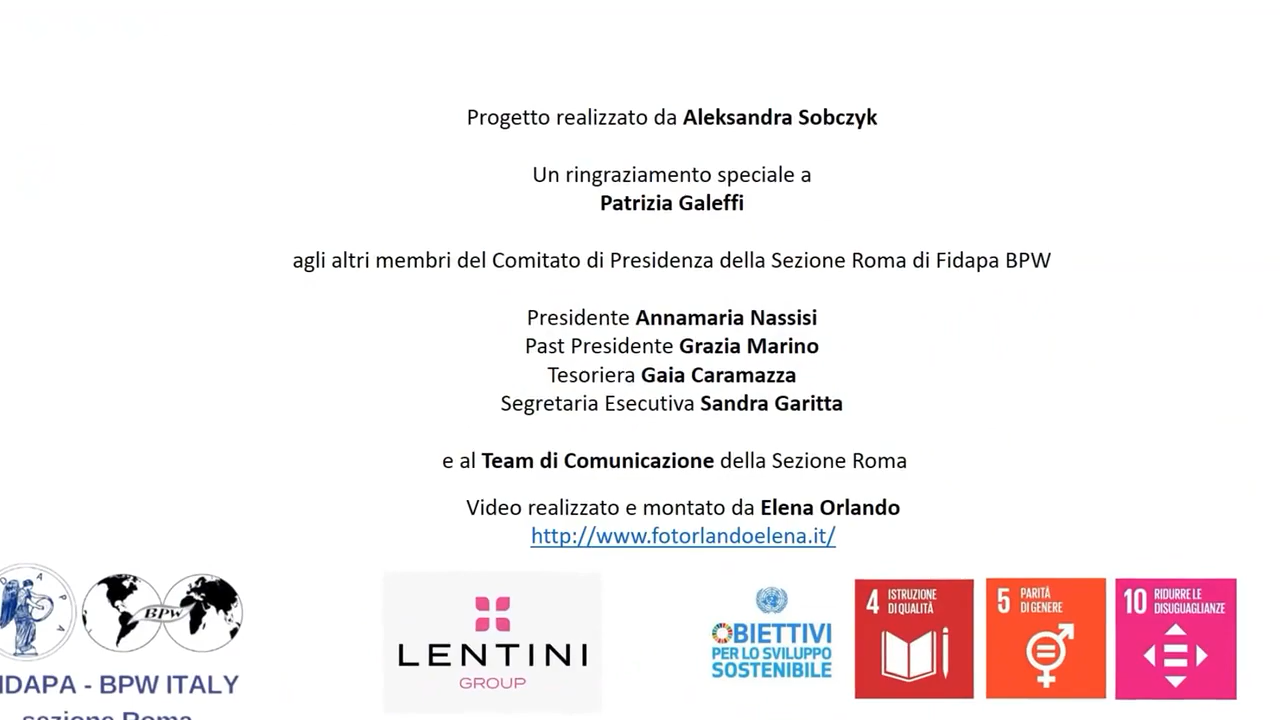 Progetto realizzato da Aleksandra Sobczyk
Un ringraziamento speciale a
Patrizia Galeffi
agli altri membri del Comitato di Presidenza della Sezione Roma di Fidapa BPW
Presidente Annamaria Nassisi
Past Presidente Grazia Marino
Tesoriera Gaia Caramazza
Segretaria Esecutiva Sandra Garitta
e al Team di Comunicazione della Sezione Roma
Video realizzato e montato da Elena Orlando
http://www.fotorlandoelena.it/
BPW
IDAPA - BPW ITALY
sezione Roma
LENTINI
GROUP
OBIETTIVI
PER LO SVILUPPO
SOSTENIBILE
4 ISTRUZIONE
DI QUALITÀ
5 PARITÀ
DI GENERE
10 RIDURRE LE
DISUGUAGLIANZE